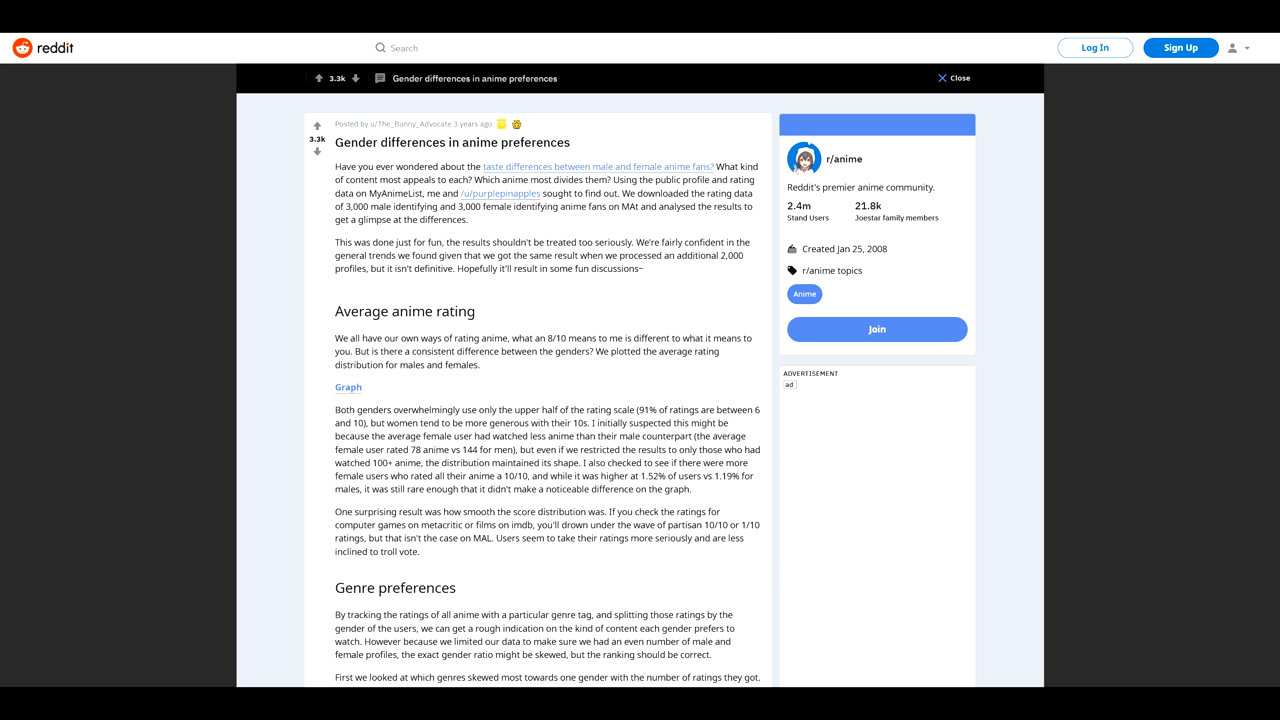 reddit
Search
Log In
Sign Up
3.3k
Gender differences in anime preferences
Close
Posted by u/The_Bunny_Advocate 3 years ago
3.3k
Gender differences in anime preferences
Have you ever wondered about the taste differences between male and female anime fans? What kind
of content most appeals to each? Which anime most divides them? Using the public profile and rating
data on MyAnimeList, me and /u/purplepinapples sought to find out. We downloaded the rating data
of 3,000 male identifying and 3,000 female identifying anime fans on MAt and analysed the results to
get a glimpse at the differences.
This was done just for fun, the results shouldn't be treated too seriously. We're fairly confident in the
general trends we found given that we got the same result when we processed an additional 2,000
profiles, but it isn't definitive. Hopefully it'll result in some fun discussions~
Average anime rating
We all have our own ways of rating anime, what an 8/10 means to me is different to what it means to
you. But is there a consistent difference between the genders? We plotted the average rating
distribution for males and females.
Graph
Both genders overwhelmingly use only the upper half of the rating scale (91% of ratings are between 6
and 10), but women tend to be more generous with their 10s. I initially suspected this might be
because the average female user had watched less anime than their male counterpart (the average
female user rated 78 anime vs 144 for men), but even if we restricted the results to only those who had
watched 100+ anime, the distribution maintained its shape. I also checked to see if there were more
female users who rated all their anime a 10/10, and while it was higher at 1.52% of users vs 1.19% for
males, it was still rare enough that it didn't make a noticeable difference on the graph.
One surprising result was how smooth the score distribution was. If you check the ratings for
computer games on metacritic or films on imdb, you'll drown under the wave of partisan 10/10 or 1/10
ratings, but that isn't the case on MAL. Users seem to take their ratings more seriously and are less
inclined to troll vote.
Genre preferences
By tracking the ratings of all anime with a particular genre tag, and splitting those ratings by the
gender of the users, we can get a rough indication on the kind of content each gender prefers to
watch. However because we limited our data to make sure we had an even number of male and
female profiles, the exact gender ratio might be skewed, but the ranking should be correct.
First we looked at which genres skewed most towards one gender with the number of ratings they got.
r/anime
Reddit's premier anime community.
2.4m
21.8k
Stand Users
Joestar family members
Created Jan 25, 2008
r/anime topics
Anime
Join
ADVERTISEMENT
ad